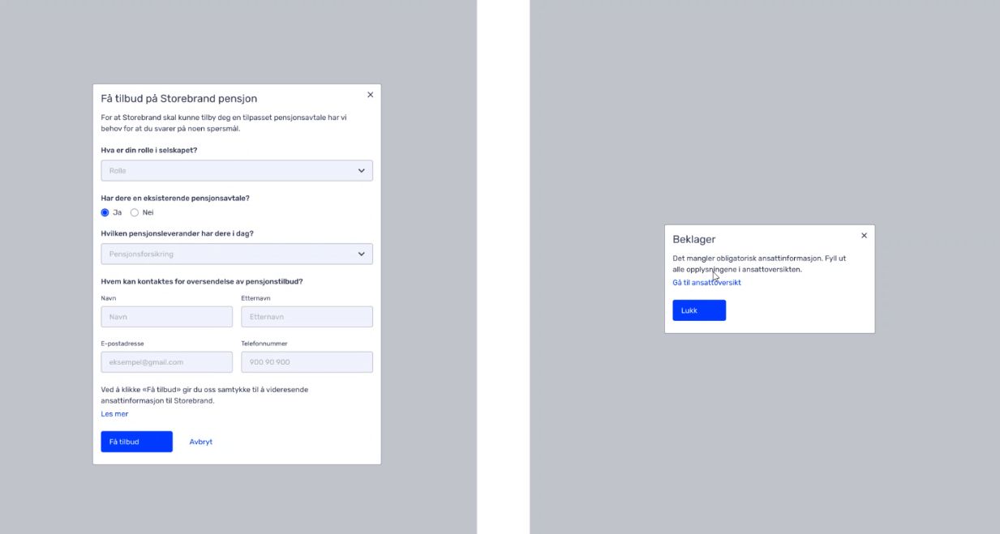 Få tilbud på Storebrand pensjon
For at Storebrand skal kunne tilby deg en tilpasset pensjonsavtale har vi
behov for at du svarer på noen spørsmål.
Hva er din rolle i selskapet?
Rolle
Har dere en eksisterende pensjonsavtale?
Ja Nei
Hvilken pensjonsleverandør har dere i dag?
Pensjonsforsikring
Hvem kan kontaktes for oversendelse av pensjonstilbud?
Navn Etternavn
Navn Etternavn
E-postadresse Telefonnummer
eksempel@gmail.com 900 90 900
Ved å klikke «Få tilbud» gir du oss samtykke til å videresende
ansattinformasjon til Storebrand.
Les mer
Få tilbud Avbryt
Beklager
Det mangler obligatorisk ansattinformasjon. Fyll ut
alle opplysningene i ansattoversikten.
Gå til ansattoversikt
Lukk